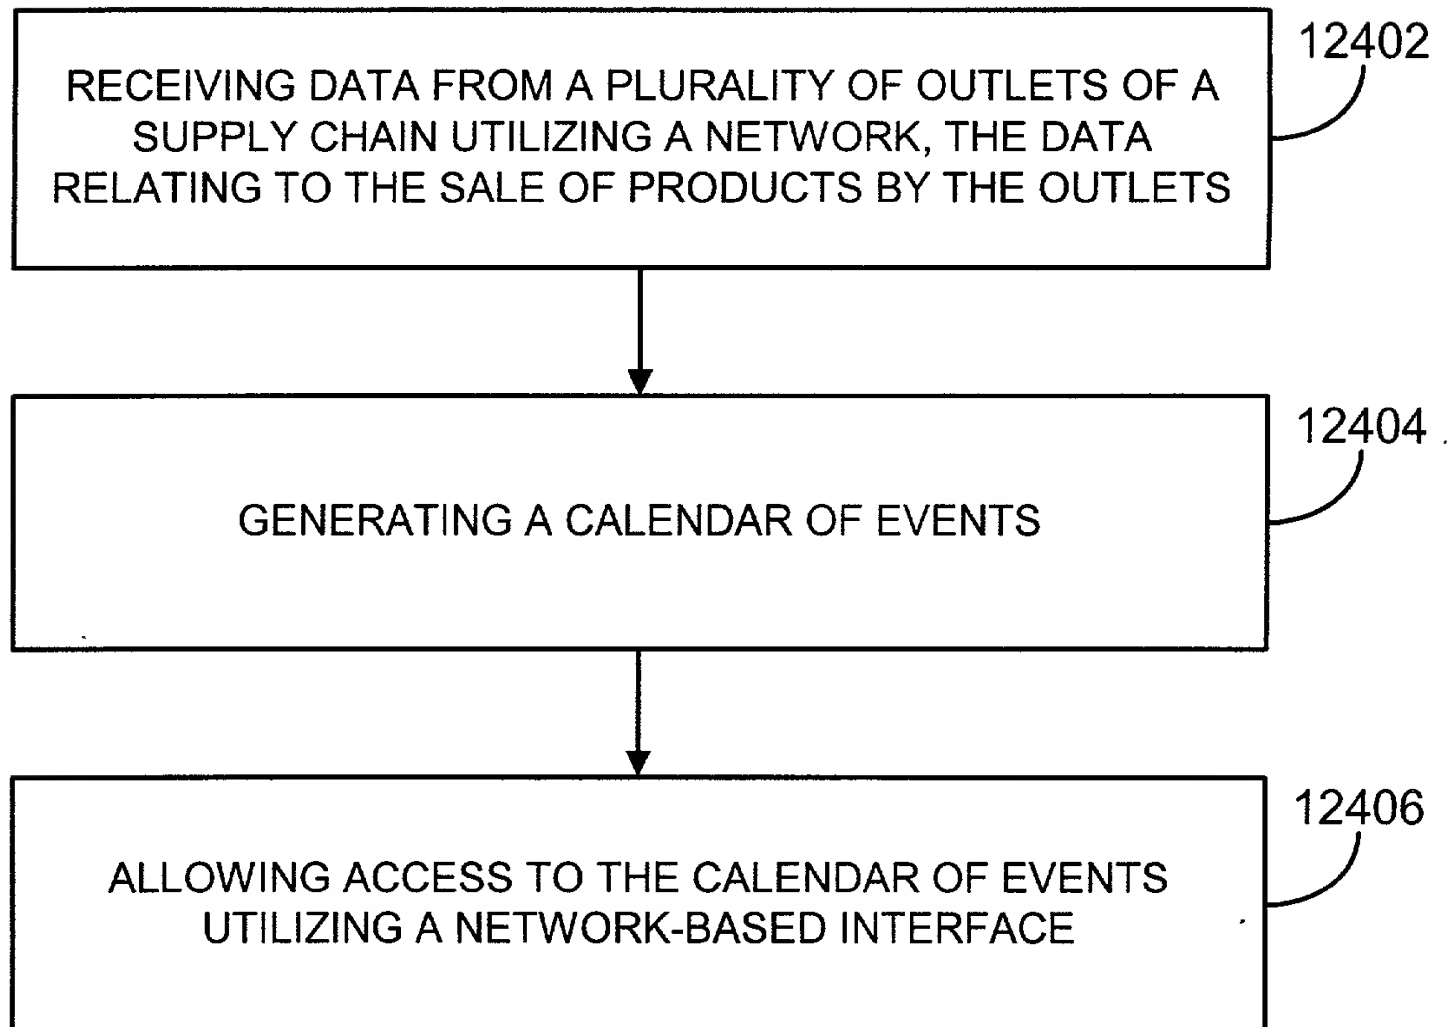 12402
RECEIVING DATA FROM A PLURALITY OF OUTLETS OF A
SUPPLY CHAIN UTILIZING A NETWORK, THE DATA
RELATING TO THE SALE OF PRODUCTS BY THE OUTLETS
12404
GENERATING A CALENDAR OF EVENTS
12406
ALLOWING ACCESS TO THE CALENDAR OF EVENTS
UTILIZING A NETWORK-BASED INTERFACE